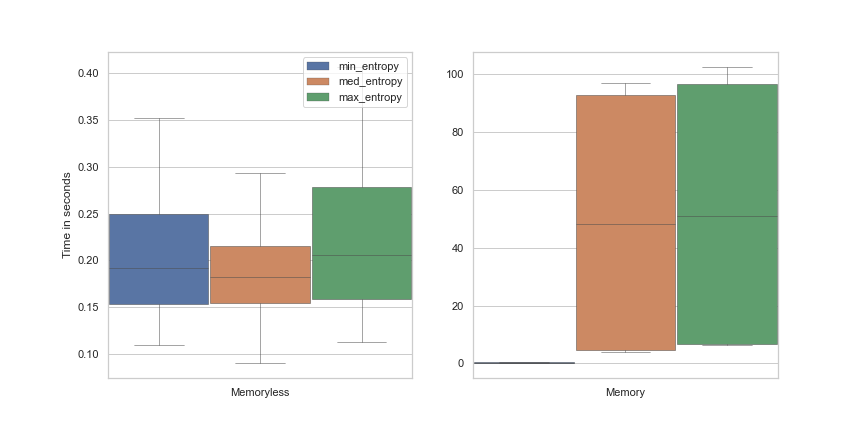 Time in seconds
0.40
0.35
0.30
0.25
0.20
0.15
0.10
min_entropy
med_entropy
max_entropy
Memoryless
100
80
60
40
20
0
Memory